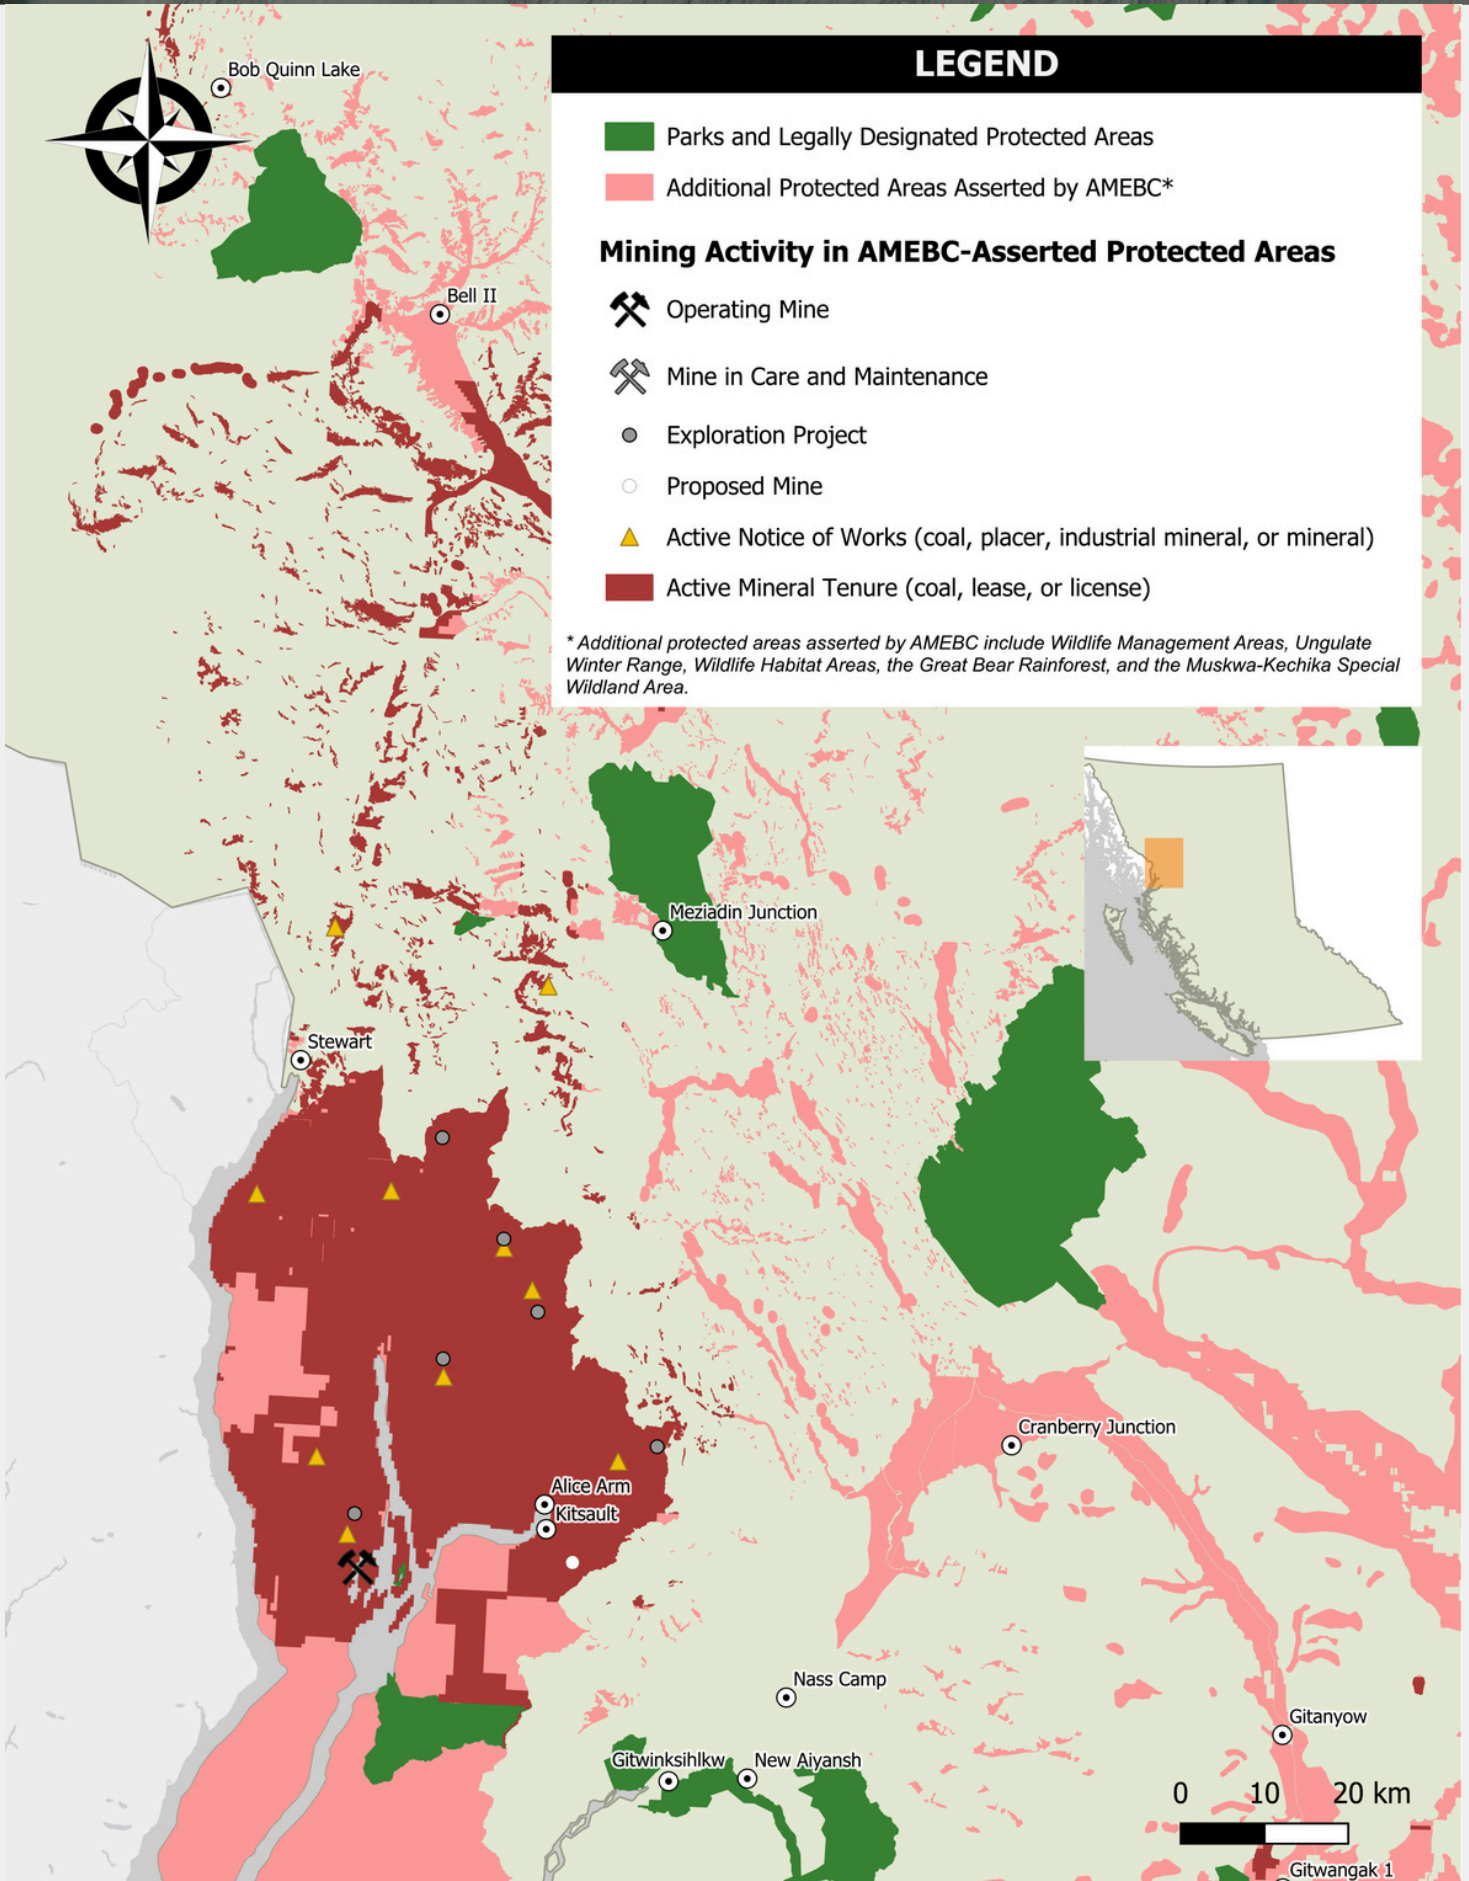 LEGEND
Parks and Legally Designated Protected Areas
Additional Protected Areas Asserted by AMEBC*
Mining Activity in AMEBC-Asserted Protected Areas
Operating Mine
Mine in Care and Maintenance
Exploration Project
Proposed Mine
Active Notice of Works (coal, placer, industrial mineral, or mineral)
Active Mineral Tenure (coal, lease, or license)
* Additional protected areas asserted by AMEBC include Wildlife Management Areas, Ungulate
Winter Range, Wildlife Habitat Areas, the Great Bear Rainforest, and the Muskwa-Kechika Special
Wildland Area.
Bob Quinn Lake
Bell II
Meziadin Junction
Stewart
Cranberry Junction
Alice Arm
Kitsault
Nass Camp
Gitanyow
Gitwinksihlkw
New Aiyansh
0 10 20 km
Gitwangak 1